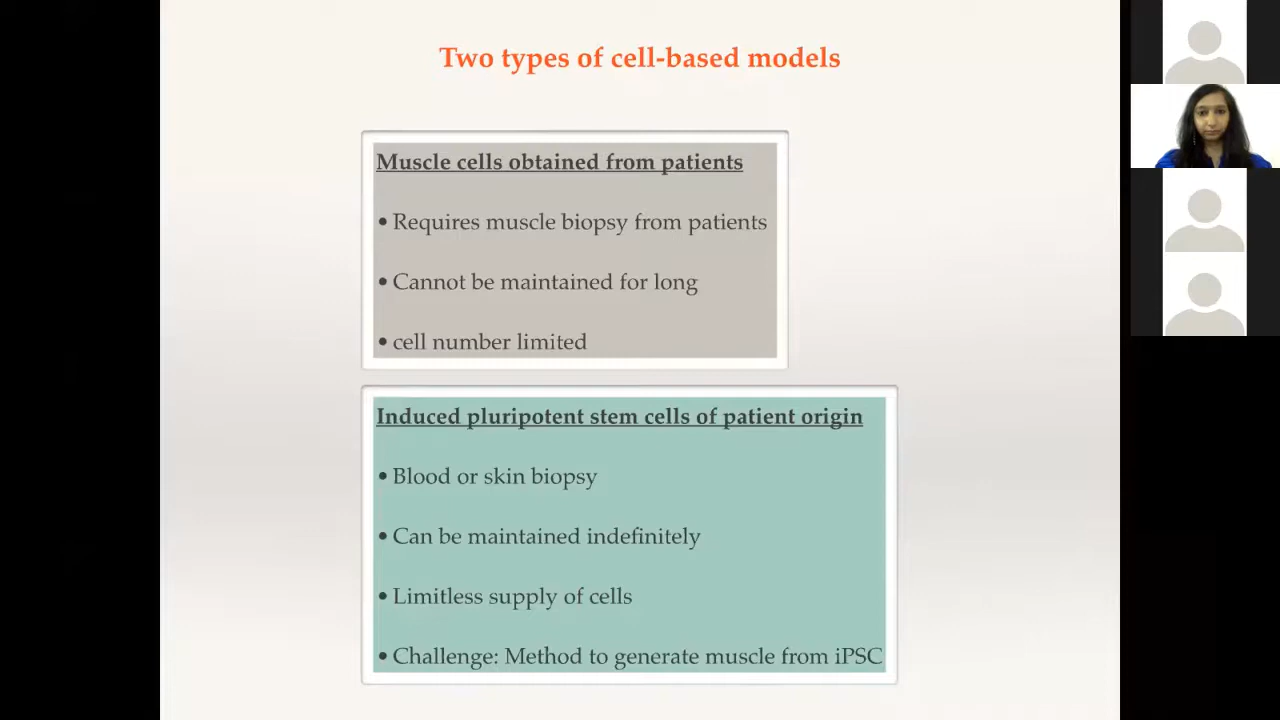 Two types of cell-based models
Muscle cells obtained from patients
• Requires muscle biopsy from patients
• Cannot be maintained for long
• cell number limited
Induced pluripotent stem cells of patient origin
• Blood or skin biopsy
• Can be maintained indefinitely
• Limitless supply of cells
• Challenge: Method to generate muscle from iPSC